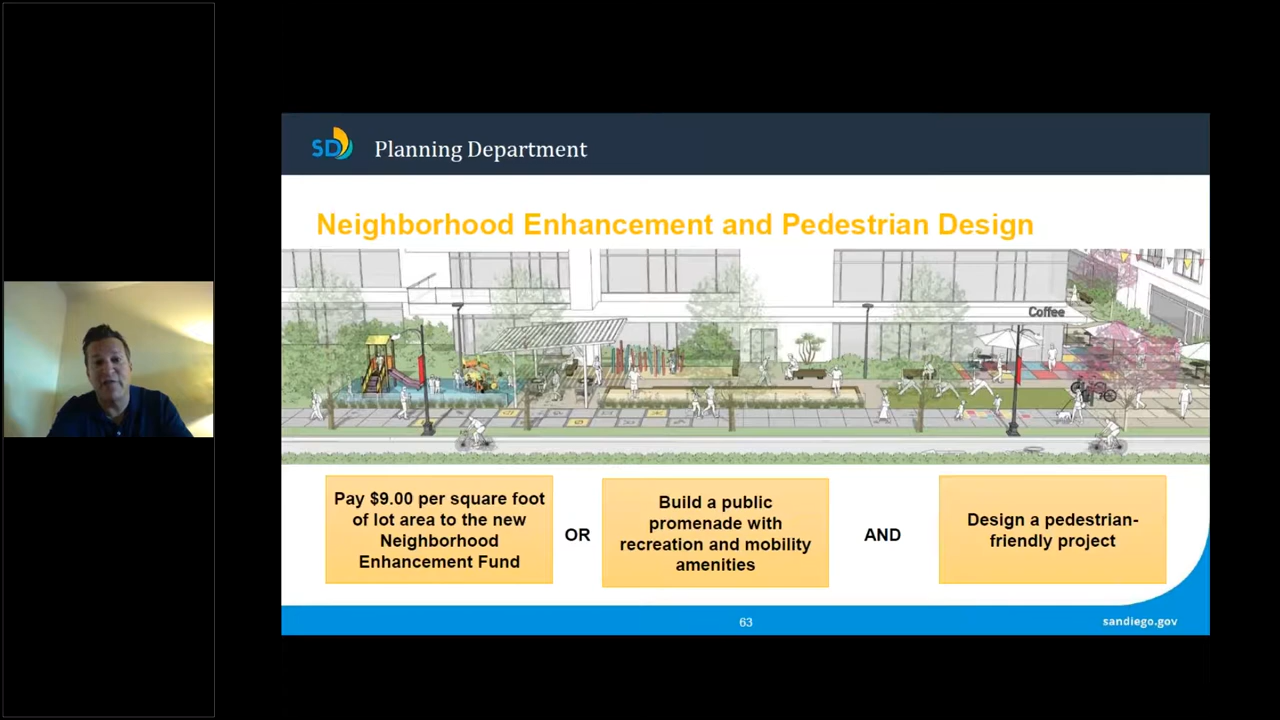 SD
Planning Department
Neighborhood Enhancement and Pedestrian Design
Coffee
Pay $9.00 per square foot
of lot area to the new
Neighborhood
Enhancement Fund
OR
Build a public
promenade with
recreation and mobility
amenities
AND
Design a pedestrian-
friendly project
63
sandiego.gov